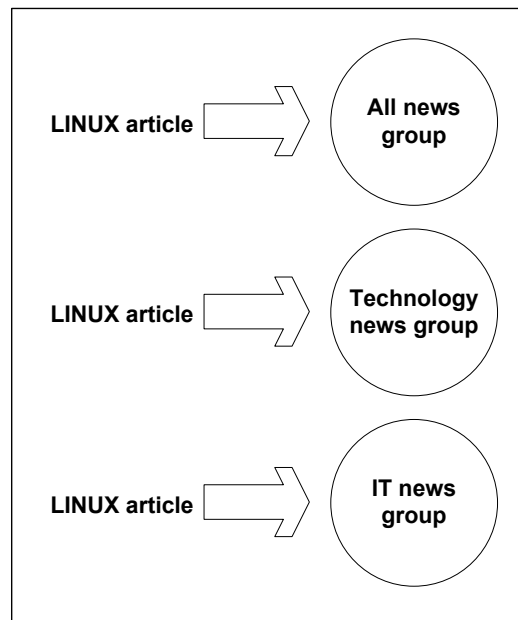 LINUX article
All news
group
LINUX article
Technology
news group
LINUX article
IT news
group